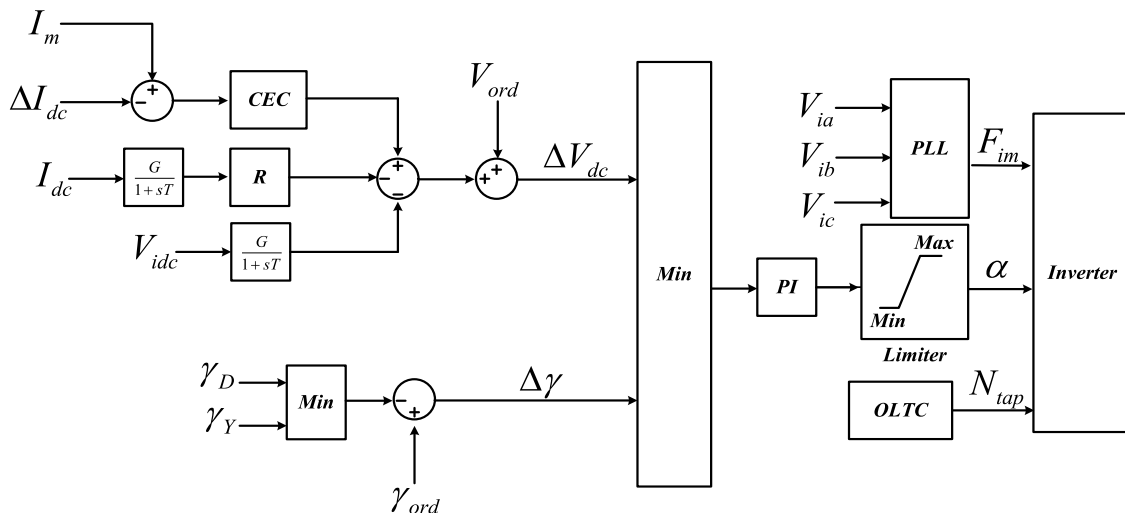 I_m
+
-
ΔI_dc
CEC
V_ord
I_dc
G
1+sT
R
+
-
-
+
+
ΔV_dc
V_idc
G
1+sT
γ_D
γ_Y
Min
-
+
Δγ
γ_ord
Min
PI
V_ia
V_ib
V_ic
PLL
F_im
Max
Min
Limiter
α
Inverter
OLTC
N_tap